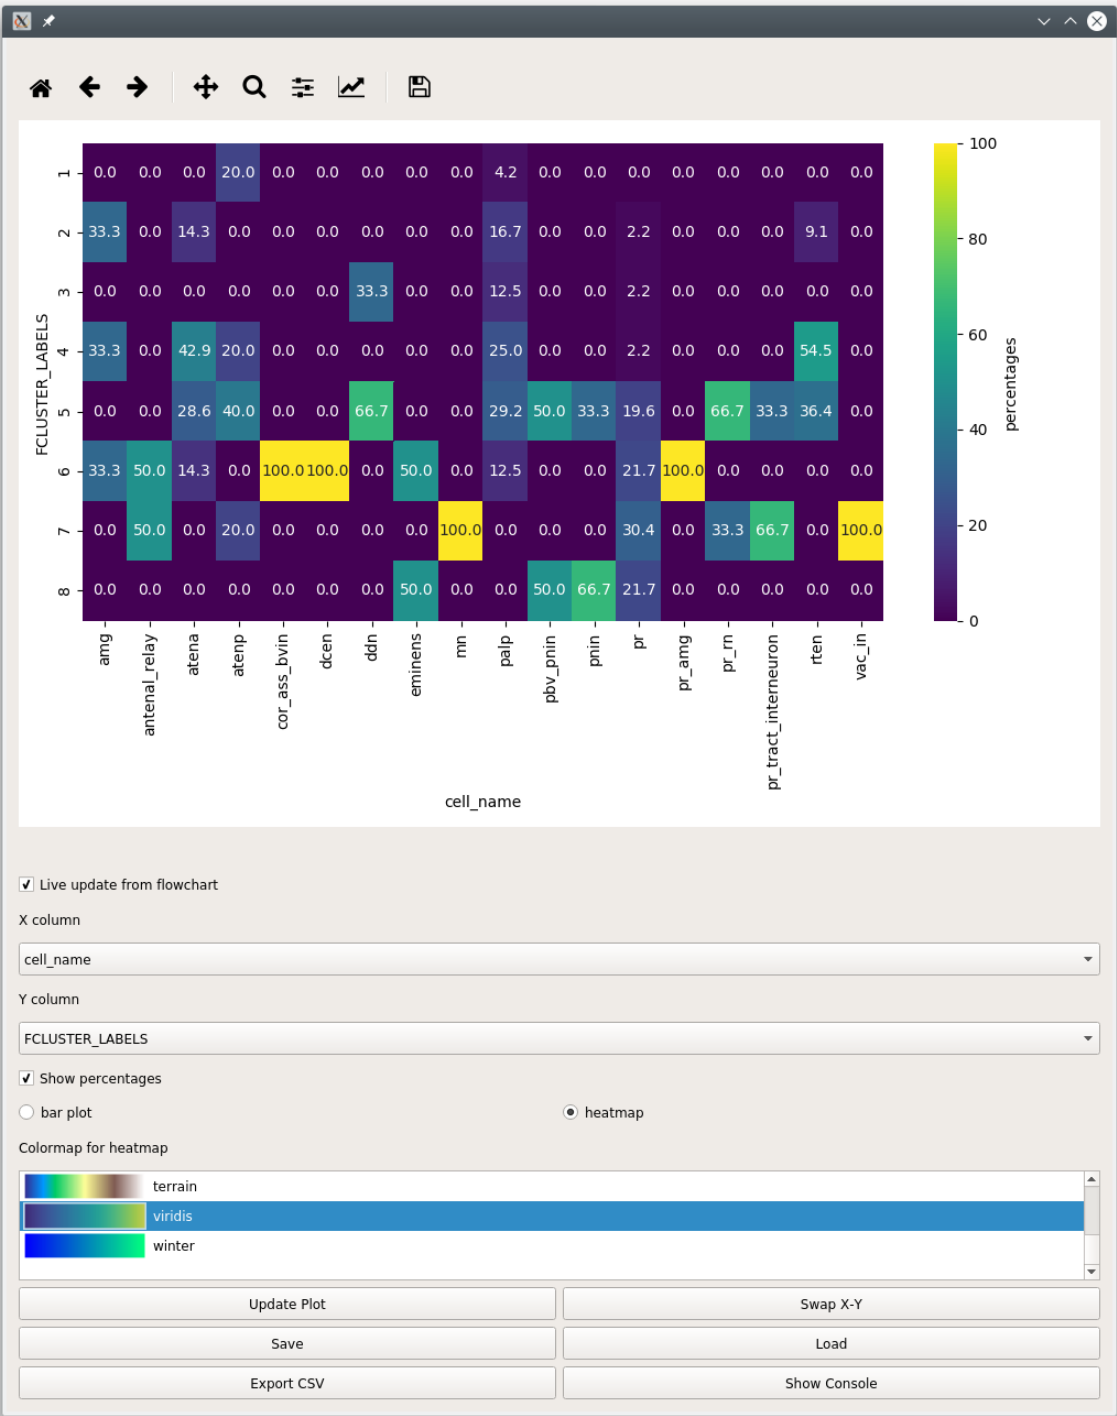 1 0.0 0.0 0.0 20.0 0.0 0.0 0.0 0.0 0.0 4.2 0.0 0.0 0.0 0.0 0.0 0.0 0.0 0.0
2 33.3 0.0 14.3 0.0 0.0 0.0 0.0 0.0 0.0 16.7 0.0 0.0 2.2 0.0 0.0 0.0 9.1 0.0
3 0.0 0.0 0.0 0.0 0.0 0.0 33.3 0.0 0.0 12.5 0.0 0.0 2.2 0.0 0.0 0.0 0.0 0.0
4 33.3 0.0 42.9 20.0 0.0 0.0 0.0 0.0 0.0 25.0 0.0 0.0 2.2 0.0 0.0 0.0 54.5 0.0
5 0.0 0.0 28.6 40.0 0.0 0.0 66.7 0.0 0.0 29.2 50.0 33.3 19.6 0.0 66.7 33.3 36.4 0.0
6 33.3 50.0 14.3 0.0 100.0 100.0 0.0 50.0 0.0 12.5 0.0 0.0 21.7 100.0 0.0 0.0 0.0 0.0
7 0.0 50.0 0.0 20.0 0.0 0.0 0.0 0.0 100.0 0.0 0.0 0.0 30.4 0.0 33.3 66.7 0.0 100.0
8 0.0 0.0 0.0 0.0 0.0 0.0 0.0 50.0 0.0 0.0 50.0 66.7 21.7 0.0 0.0 0.0 0.0 0.0
FCLUSTER_LABELS
amg antenal_relay atena atenp cor_ass_bvin dcen ddn eminens mn palp pbv_pnin pnin pr pr_amg pr_rn pr_tract_interneuron rten vac_in
cell_name
100
80
60
40
20
0
percentages
Live update from flowchart
X column
cell_name
Y column
FCLUSTER_LABELS
Show percentages
bar plot heatmap
Colormap for heatmap
terrain
viridis
winter
Update Plot Swap X-Y
Save Load
Export CSV Show Console